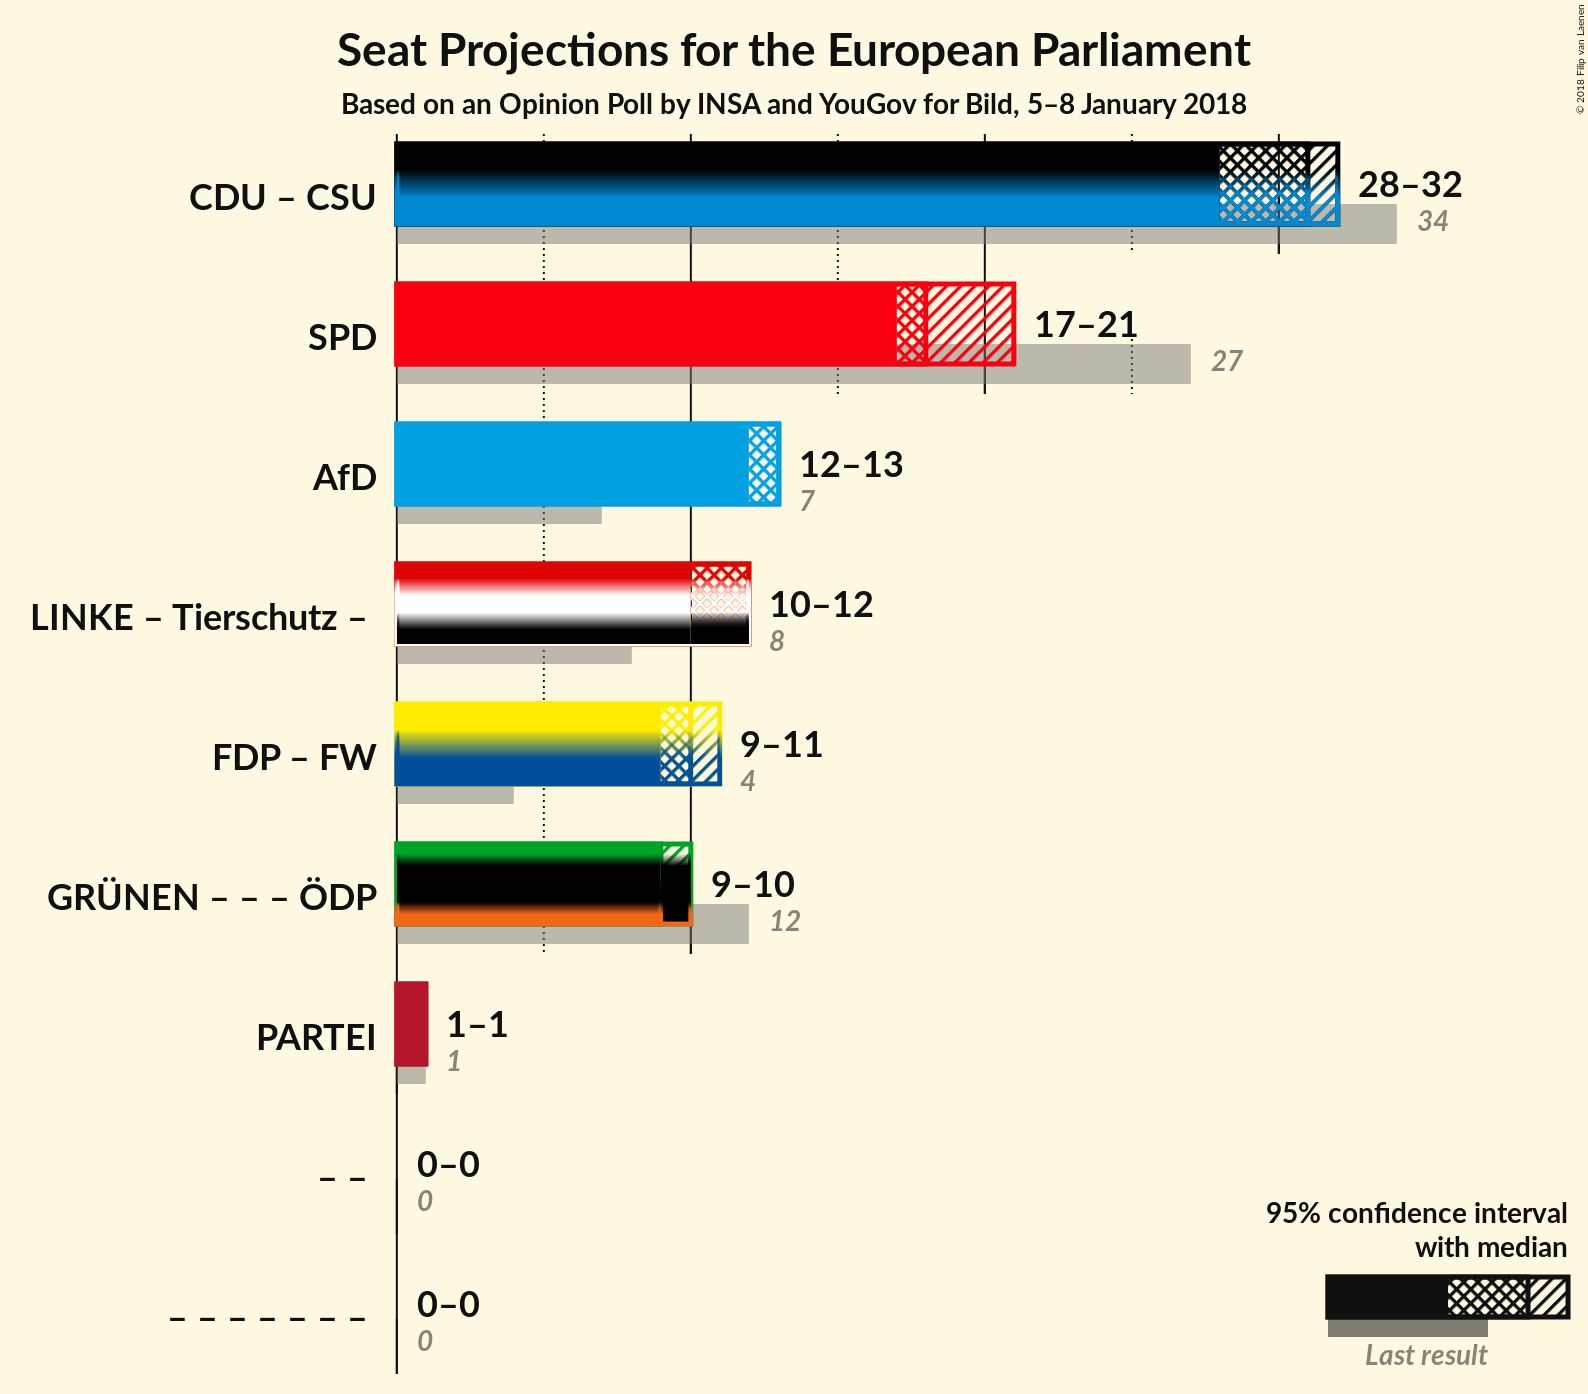 Seat Projections for the European Parliament
Based on an Opinion Poll by INSA and YouGov for Bild, 5–8 January 2018
© 2018 Filip van Laenen
CDU – CSU
28–32
34
SPD
17–21
27
AfD
12–13
7
LINKE – Tierschutz –
10–12
8
FDP – FW
9–11
4
GRÜNEN – – – ÖDP
9–10
12
PARTEI
1–1
1
– –
0–0
0
– – – – – – –
0–0
0
95% confidence interval
with median
Last result